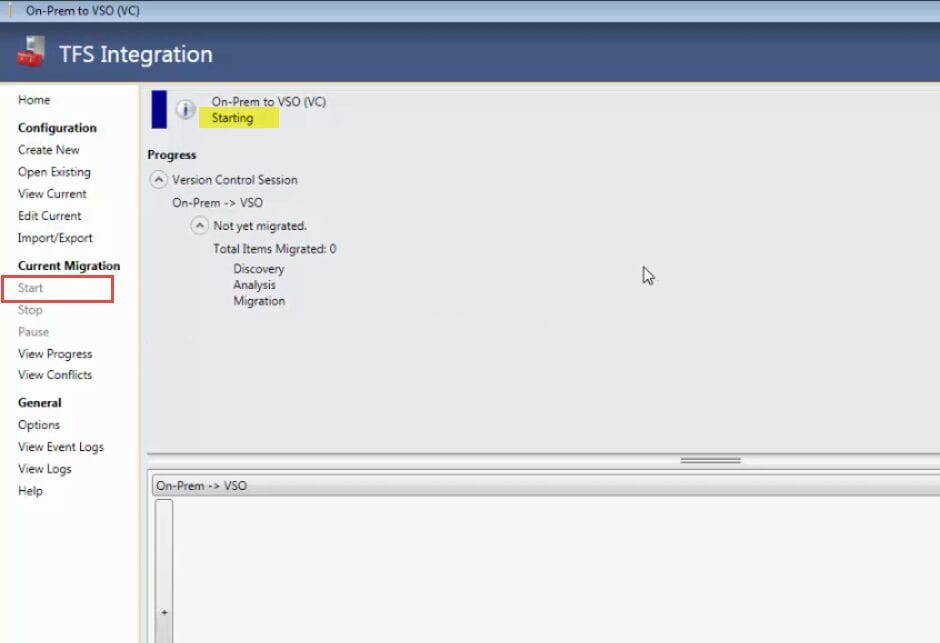 On-Prem to VSO (VC)
TFS Integration
Home
Configuration
Create New
Open Existing
View Current
Edit Current
Import/Export
Current Migration
Start
Stop
Pause
View Progress
View Conflicts
General
Options
View Event Logs
View Logs
Help
On-Prem to VSO (VC)
Starting
Progress
Version Control Session
On-Prem -> VSO
Not yet migrated.
Total Items Migrated: 0
Discovery
Analysis
Migration
On-Prem -> VSO